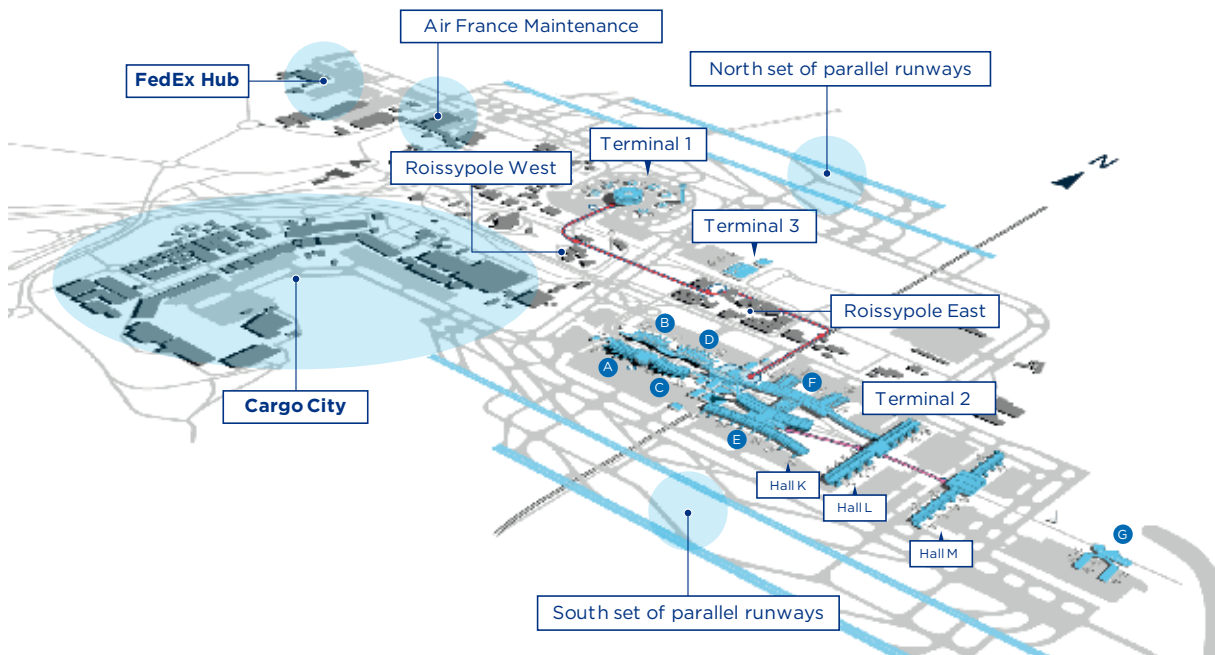 Air France Maintenance
FedEx Hub
North set of parallel runways
Terminal 1
Roissypole West
N
Terminal 3
Roissypole East
B
D
A
C
F
Terminal 2
Cargo City
E
Hall K
Hall L
Hall M
G
South set of parallel runways